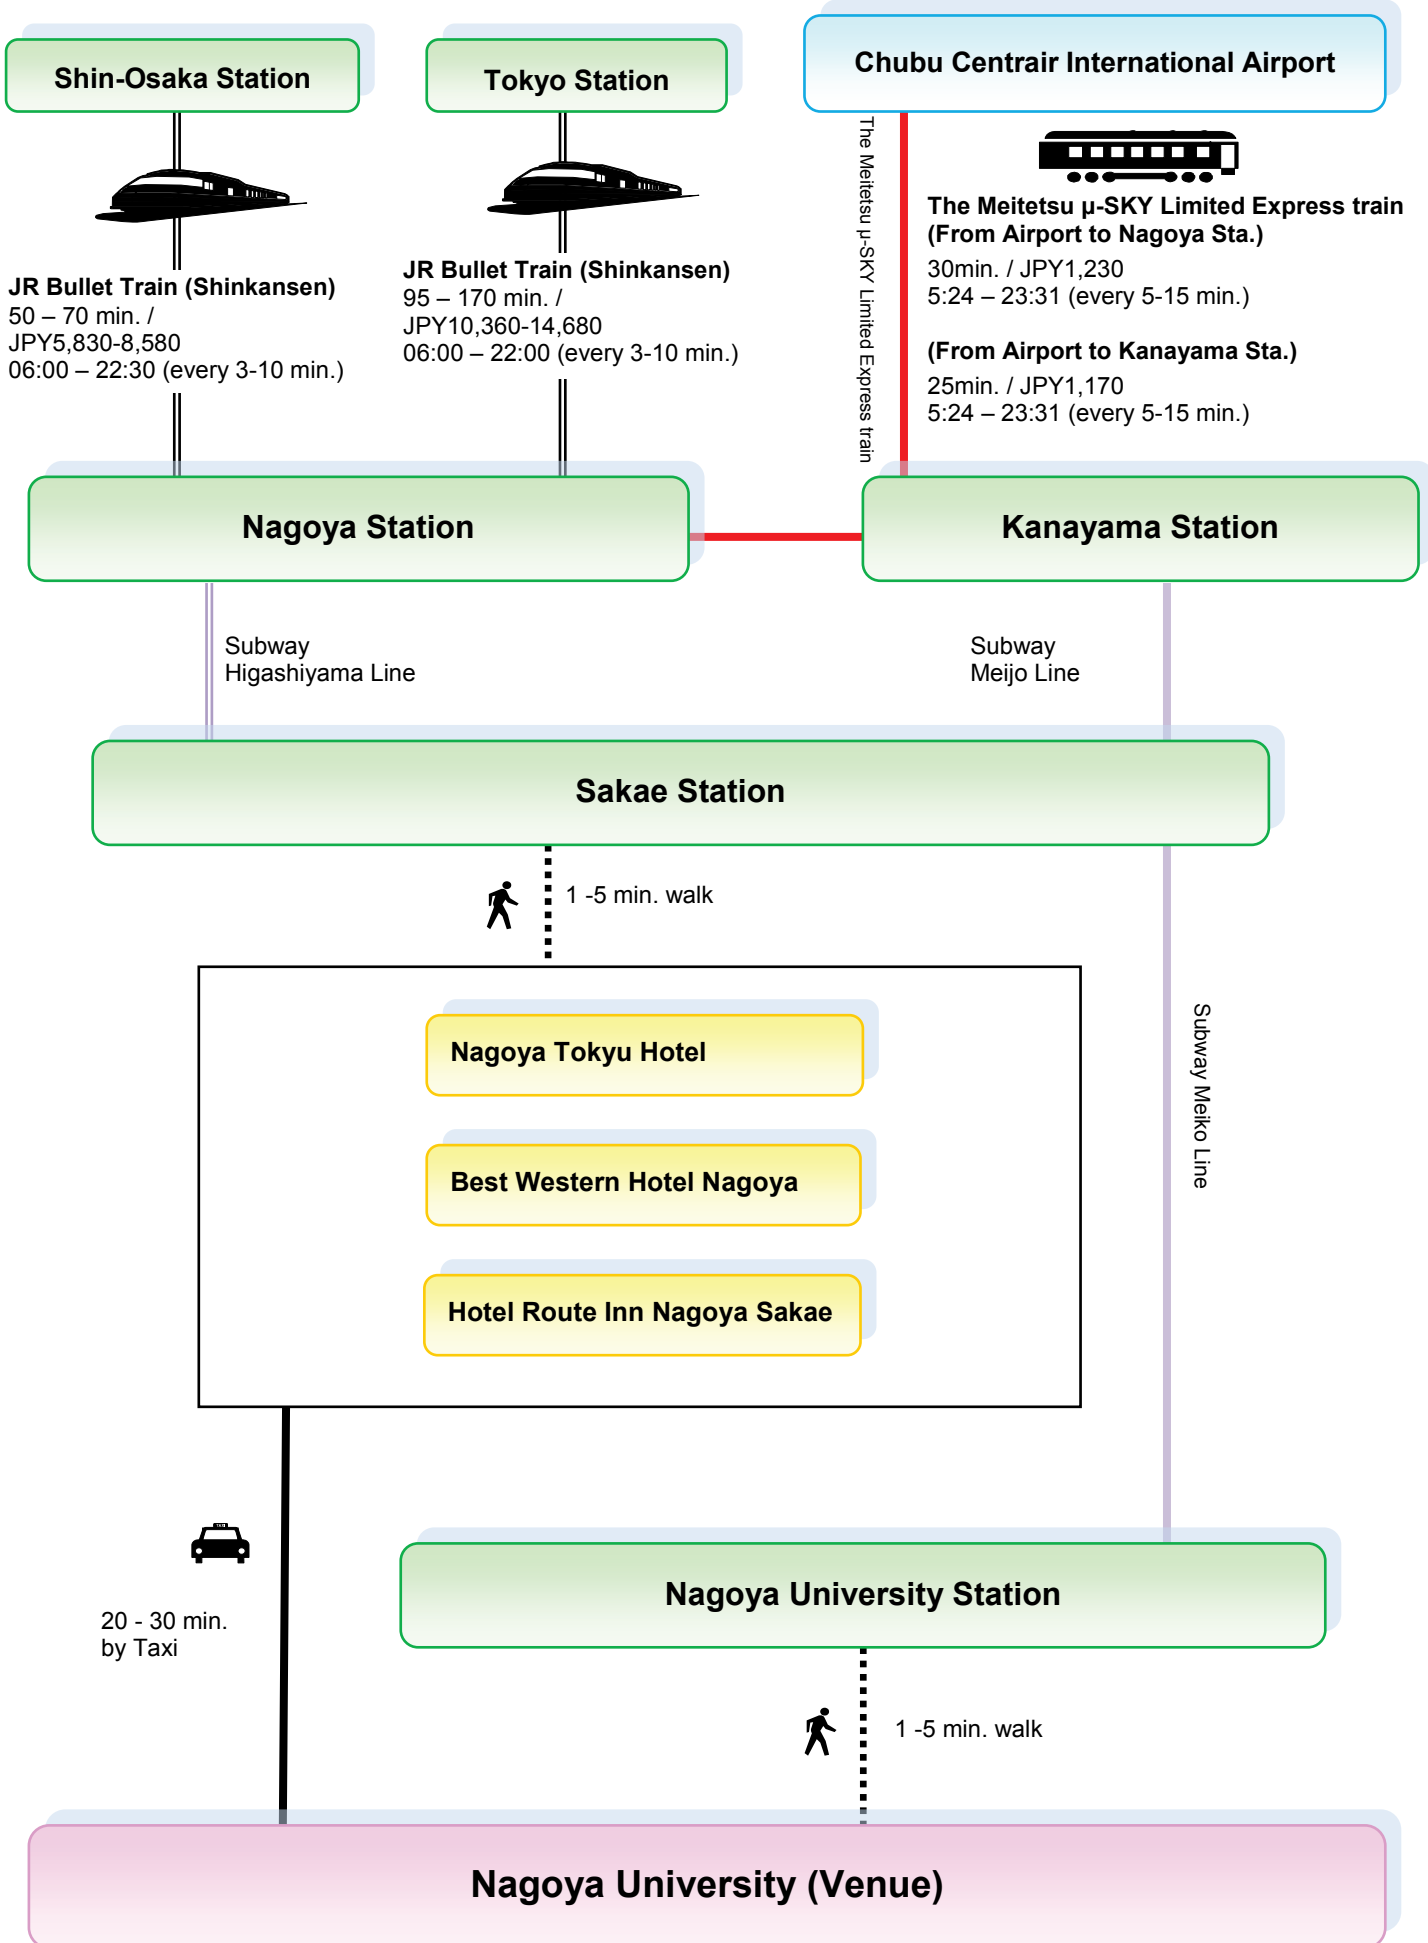 Shin-Osaka Station
Tokyo Station
Chubu Centrair International Airport
JR Bullet Train (Shinkansen)
50 – 70 min. /
JPY5,830-8,580
06:00 – 22:30 (every 3-10 min.)
JR Bullet Train (Shinkansen)
95 – 170 min. /
JPY10,360-14,680
06:00 – 22:00 (every 3-10 min.)
The Meitetsu μ-SKY Limited Express train
The Meitetsu μ-SKY Limited Express train
(From Airport to Nagoya Sta.)
30min. / JPY1,230
5:24 – 23:31 (every 5-15 min.)
(From Airport to Kanayama Sta.)
25min. / JPY1,170
5:24 – 23:31 (every 5-15 min.)
Nagoya Station
Kanayama Station
Subway
Higashiyama Line
Subway
Meijo Line
Sakae Station
1 -5 min. walk
Nagoya Tokyu Hotel
Best Western Hotel Nagoya
Hotel Route Inn Nagoya Sakae
Subway Meiko Line
20 - 30 min.
by Taxi
Nagoya University Station
1 -5 min. walk
Nagoya University (Venue)